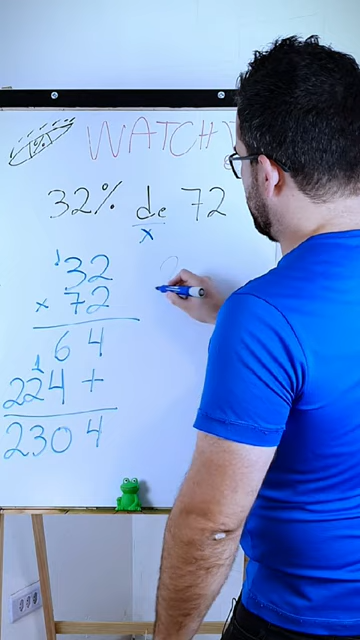 %
WATCH
32% de 72
x
1
32
x 72
64
1
224 +
2304